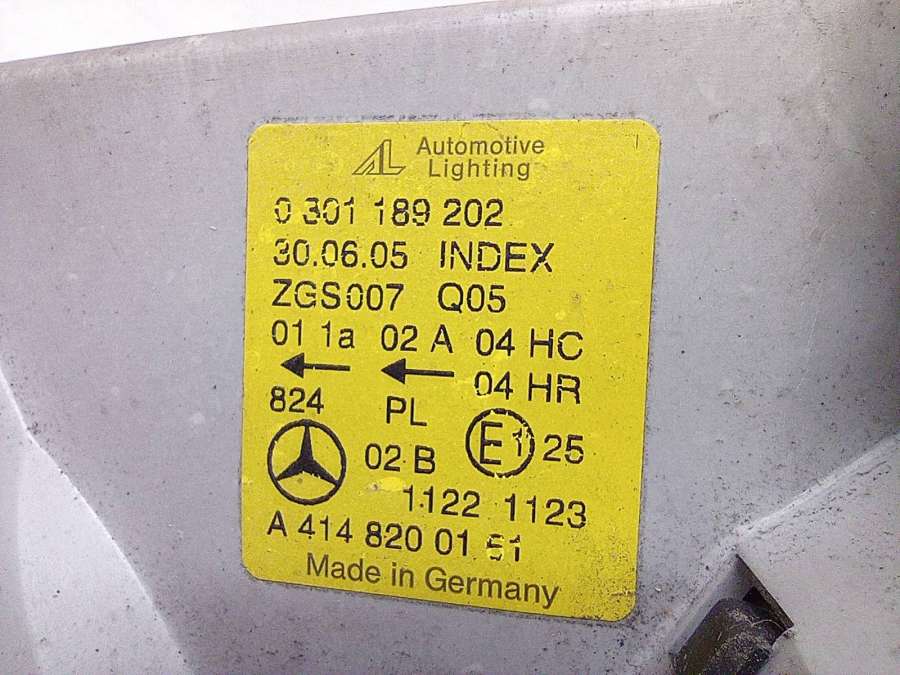 AL Automotive
Lighting
0 301 189 202
30.06.05 INDEX
ZGS007 Q05
01 1a 02 A 04 HC
04 HR
824 PL
02 B E1 25
1122 1123
A 414 820 01 61
Made in Germany